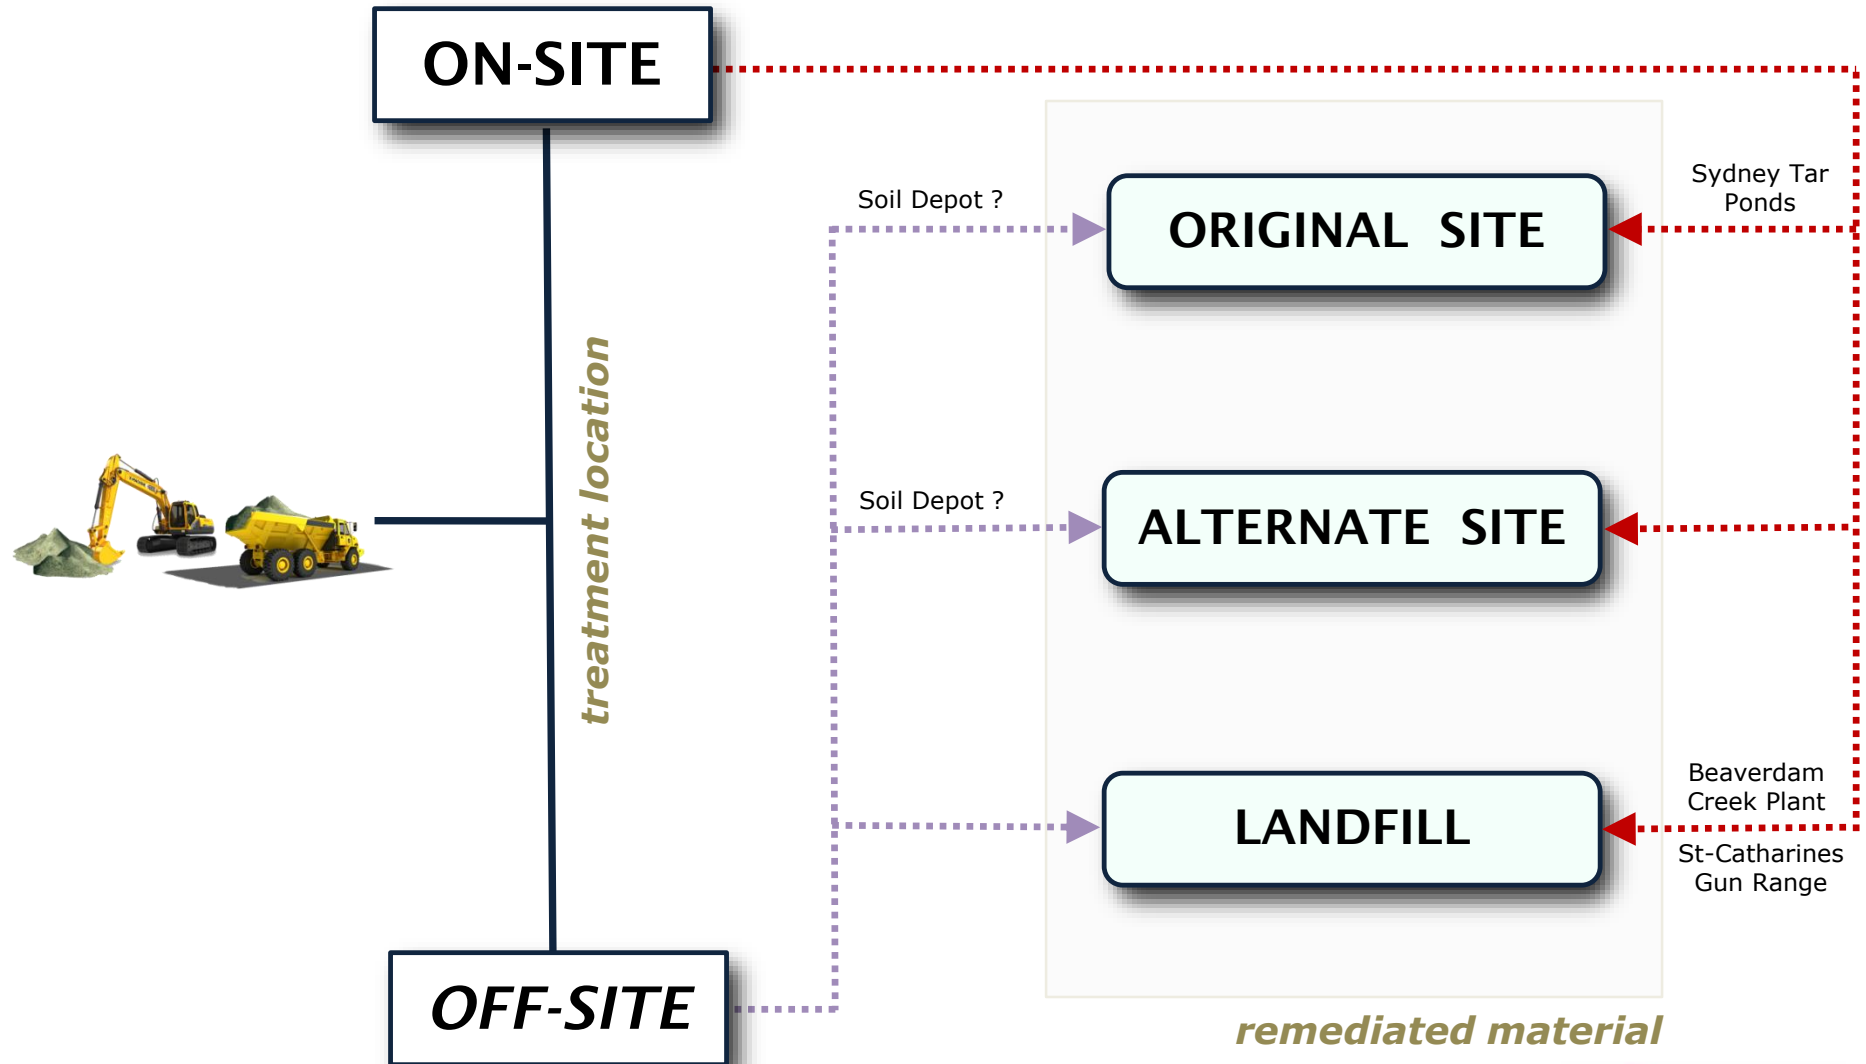 ON-SITE
Sydney Tar
Ponds
Soil Depot ?
ORIGINAL SITE
treatment location
Soil Depot ?
ALTERNATE SITE
Beaverdam
Creek Plant
LANDFILL
St-Catharines
Gun Range
OFF-SITE
remediated material